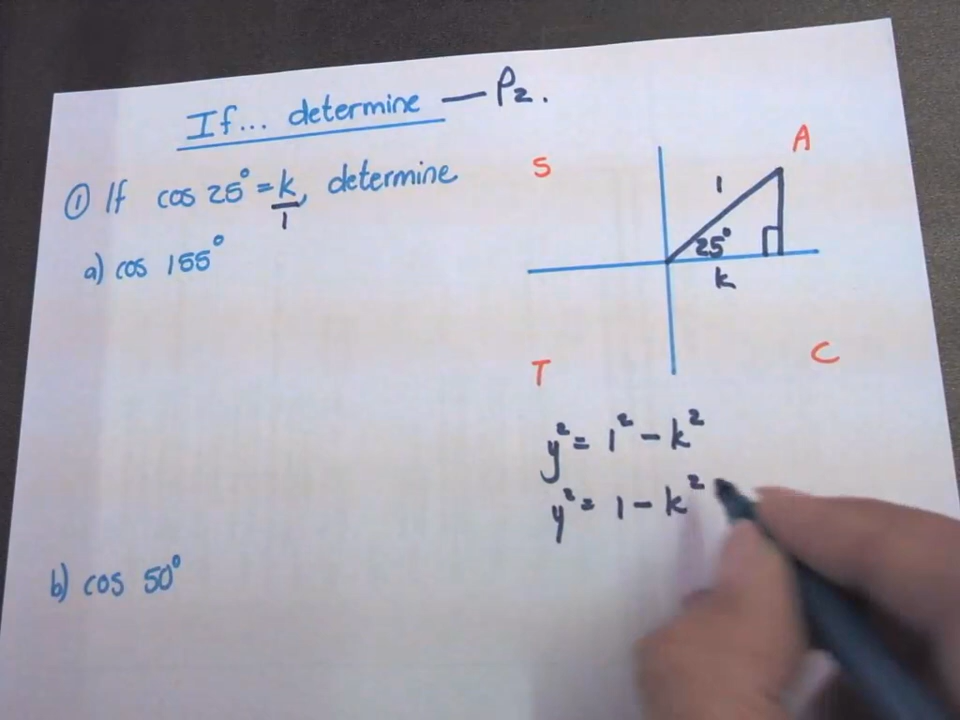 If... determine — P2.
① If cos 25° = k/1, determine
a) cos 155°
S
A
1
25°
k
T
C
y² = 1² - k²
y² = 1 - k²
b) cos 50°